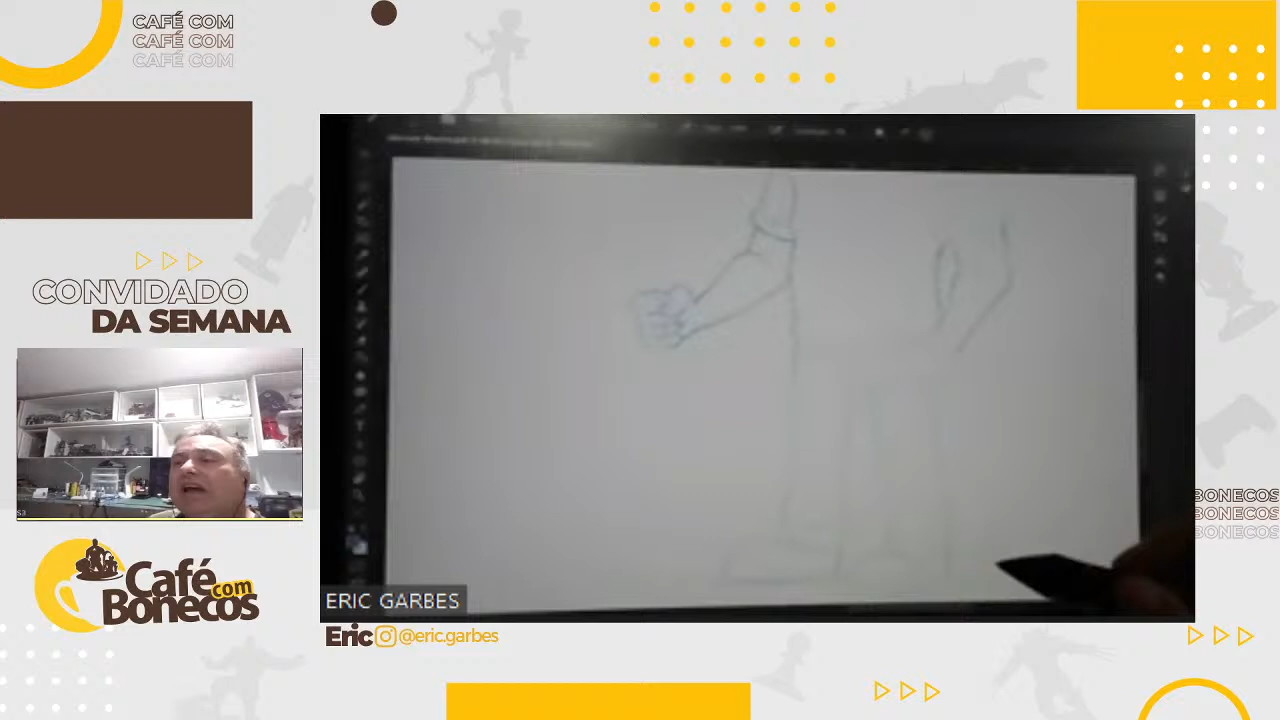 CAFÉ COM
CAFÉ COM
CAFÉ COM
CONVIDADO
DA SEMANA
Café
com
Bonecos
ERIC GARBES
Eric @eric.garbes
BONECOS
BONECOS
BONECOS